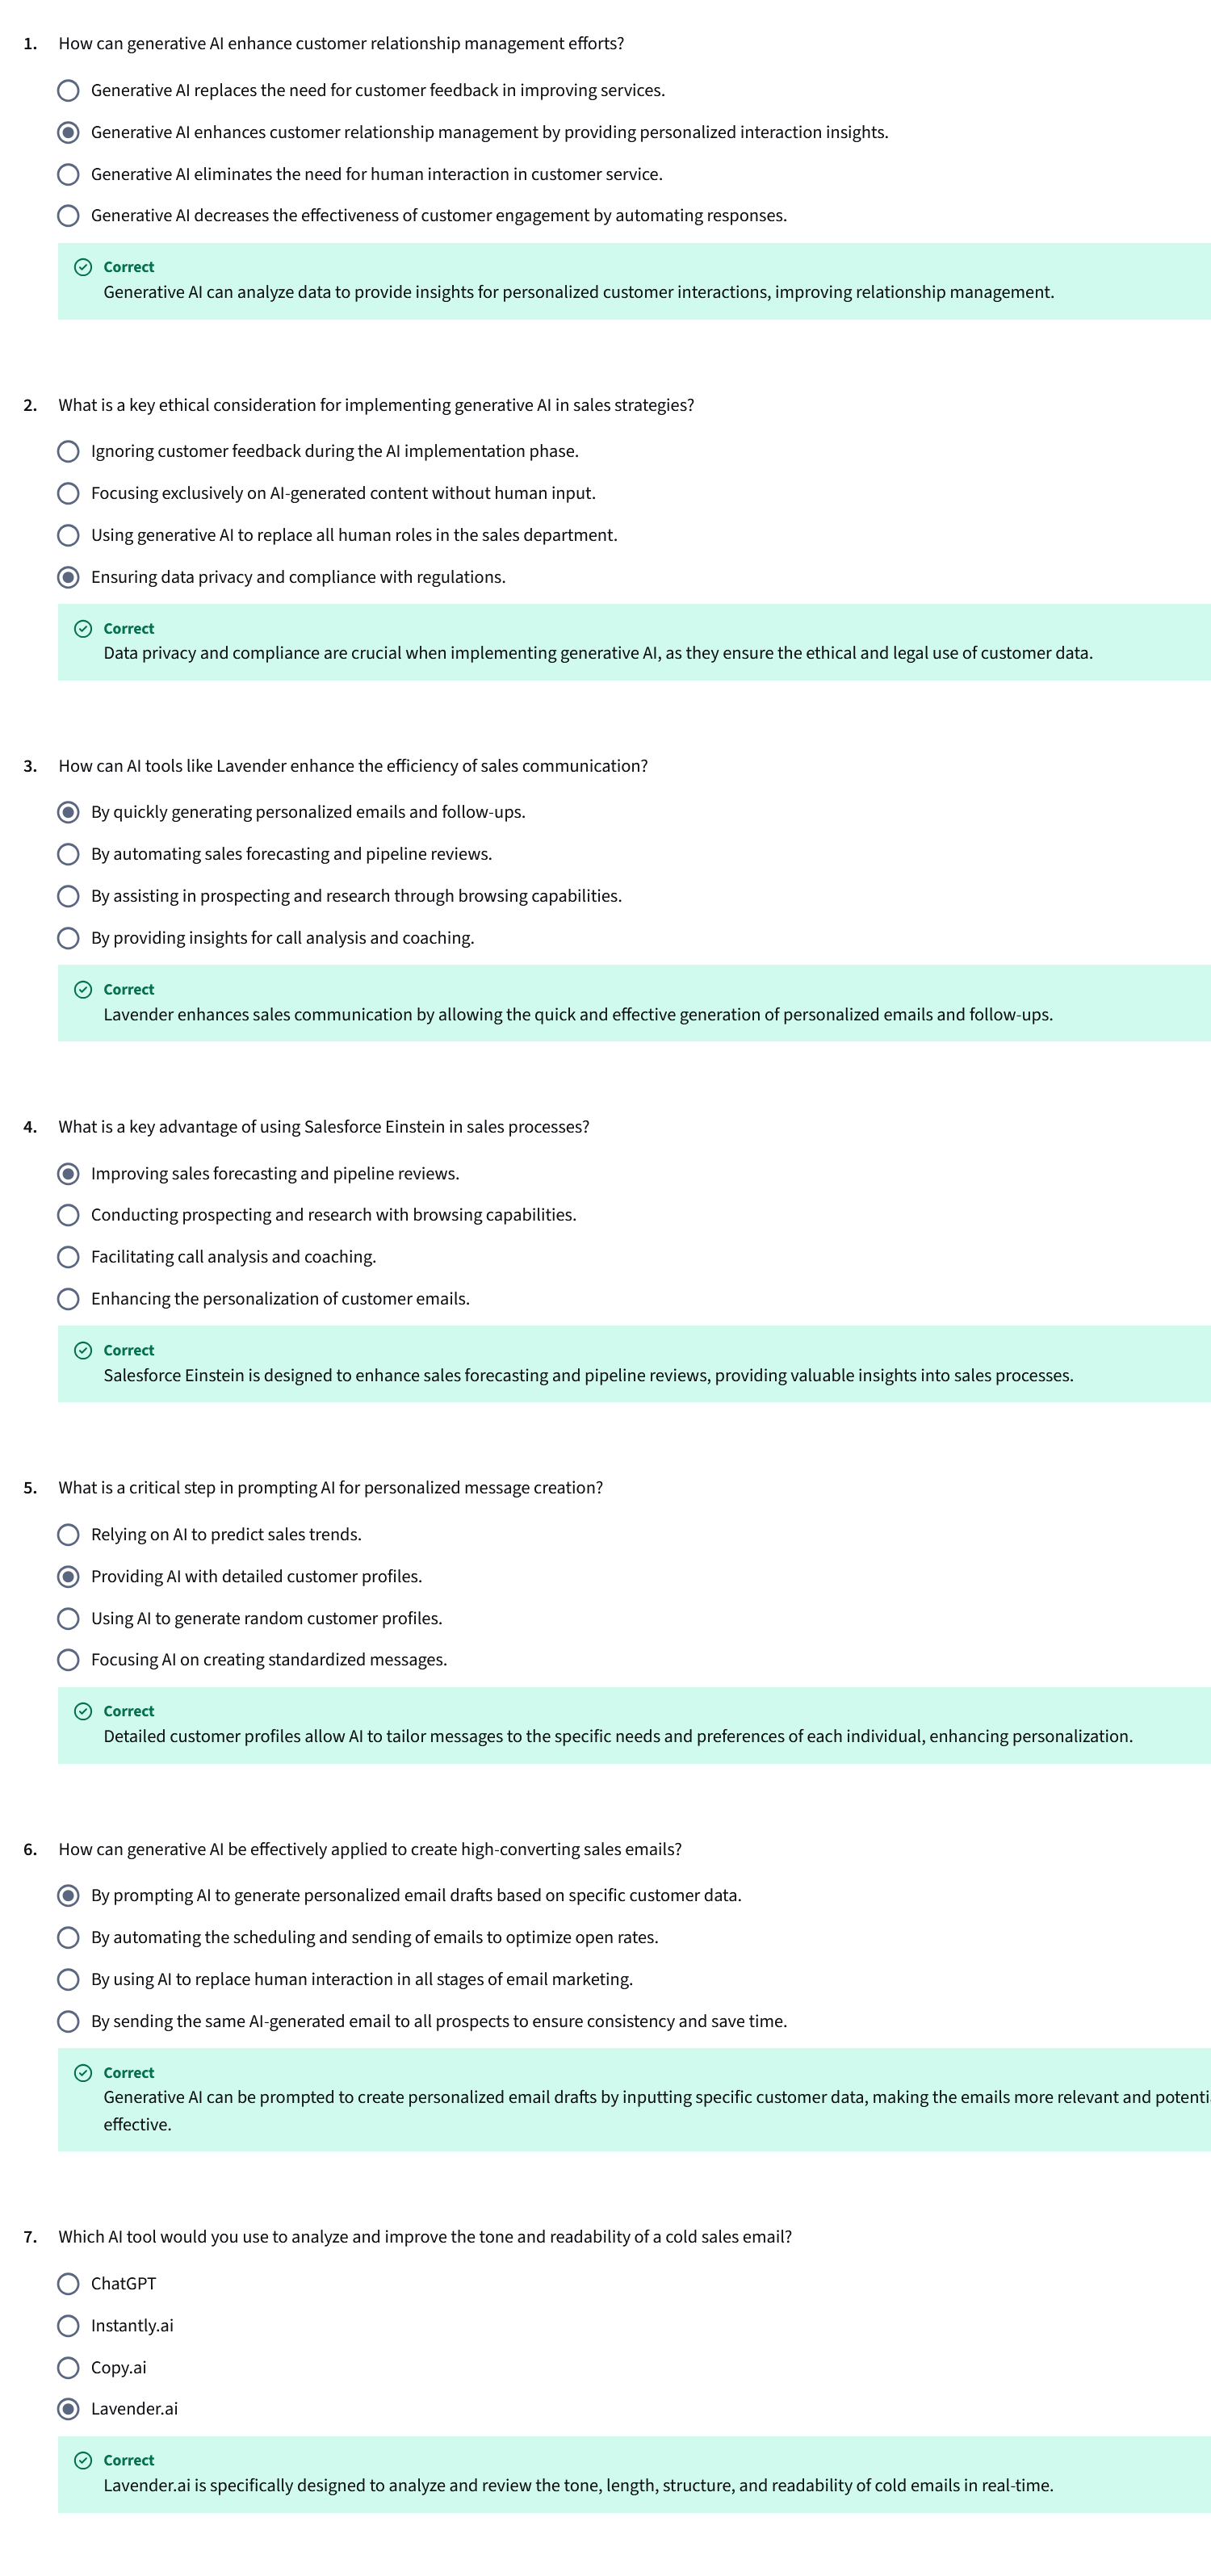 1. How can generative AI enhance customer relationship management efforts?
Generative AI replaces the need for customer feedback in improving services.
Generative AI enhances customer relationship management by providing personalized interaction insights.
Generative AI eliminates the need for human interaction in customer service.
Generative AI decreases the effectiveness of customer engagement by automating responses.
Correct
Generative AI can analyze data to provide insights for personalized customer interactions, improving relationship management.
2. What is a key ethical consideration for implementing generative AI in sales strategies?
Ignoring customer feedback during the AI implementation phase.
Focusing exclusively on AI-generated content without human input.
Using generative AI to replace all human roles in the sales department.
Ensuring data privacy and compliance with regulations.
Correct
Data privacy and compliance are crucial when implementing generative AI, as they ensure the ethical and legal use of customer data.
3. How can AI tools like Lavender enhance the efficiency of sales communication?
By quickly generating personalized emails and follow-ups.
By automating sales forecasting and pipeline reviews.
By assisting in prospecting and research through browsing capabilities.
By providing insights for call analysis and coaching.
Correct
Lavender enhances sales communication by allowing the quick and effective generation of personalized emails and follow-ups.
4. What is a key advantage of using Salesforce Einstein in sales processes?
Improving sales forecasting and pipeline reviews.
Conducting prospecting and research with browsing capabilities.
Facilitating call analysis and coaching.
Enhancing the personalization of customer emails.
Correct
Salesforce Einstein is designed to enhance sales forecasting and pipeline reviews, providing valuable insights into sales processes.
5. What is a critical step in prompting AI for personalized message creation?
Relying on AI to predict sales trends.
Providing AI with detailed customer profiles.
Using AI to generate random customer profiles.
Focusing AI on creating standardized messages.
Correct
Detailed customer profiles allow AI to tailor messages to the specific needs and preferences of each individual, enhancing personalization.
6. How can generative AI be effectively applied to create high-converting sales emails?
By prompting AI to generate personalized email drafts based on specific customer data.
By automating the scheduling and sending of emails to optimize open rates.
By using AI to replace human interaction in all stages of email marketing.
By sending the same AI-generated email to all prospects to ensure consistency and save time.
Correct
Generative AI can be prompted to create personalized email drafts by inputting specific customer data, making the emails more relevant and
effective.
7. Which AI tool would you use to analyze and improve the tone and readability of a cold sales email?
ChatGPT
Instantly.ai
Copy.ai
Lavender.ai
Correct
Lavender.ai is specifically designed to analyze and review the tone, length, structure, and readability of cold emails in real-time.